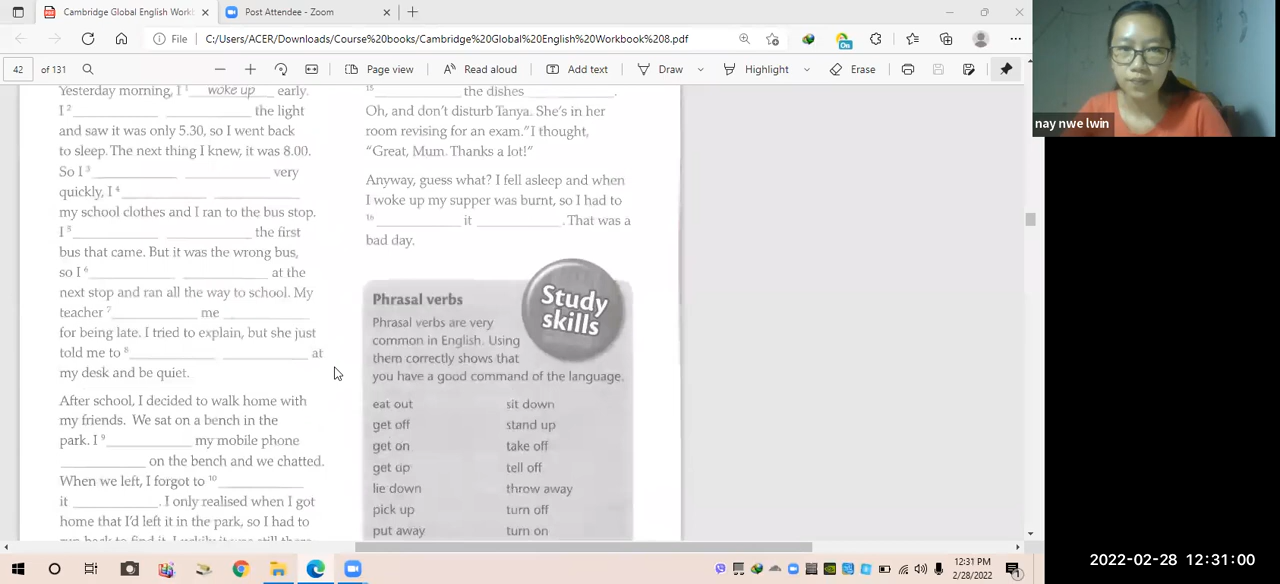 Cambridge Global English Workb
Post Attendee - Zoom
File
C:/Users/ACER/Downloads/Course%20books/Cambridge%20Global%20English%20Workbook%208.pdf
On
42 of 131
Page view
Read aloud
Add text
Draw
Highlight
Erase
Yesterday morning, I 1 woke up early.
I 2 the light
and saw it was only 5.30, so I went back
to sleep. The next thing I knew, it was 8.00.
So I 3 very
quickly, I 4
my school clothes and I ran to the bus stop.
I 5 the first
bus that came. But it was the wrong bus,
so I 6 at the
next stop and ran all the way to school. My
teacher 7 me
for being late. I tried to explain, but she just
told me to 8 at
my desk and be quiet.
After school, I decided to walk home with
my friends. We sat on a bench in the
park. I 9 my mobile phone
on the bench and we chatted.
When we left, I forgot to 10
it . I only realised when I got
home that I'd left it in the park, so I had to
run back to find it. Luckily it was still there
15 the dishes .
Oh, and don't disturb Tanya. She's in her
room revising for an exam." I thought,
"Great, Mum. Thanks a lot!"
Anyway, guess what? I fell asleep and when
I woke up my supper was burnt, so I had to
16 it . That was a
bad day.
Study
skills
Phrasal verbs
Phrasal verbs are very
common in English. Using
them correctly shows that
you have a good command of the language.
eat out sit down
get off stand up
get on take off
get up tell off
lie down throw away
pick up turn off
put away turn on
nay nwe lwin
12:31 PM
2/28/2022
2022-02-28 12:31:00